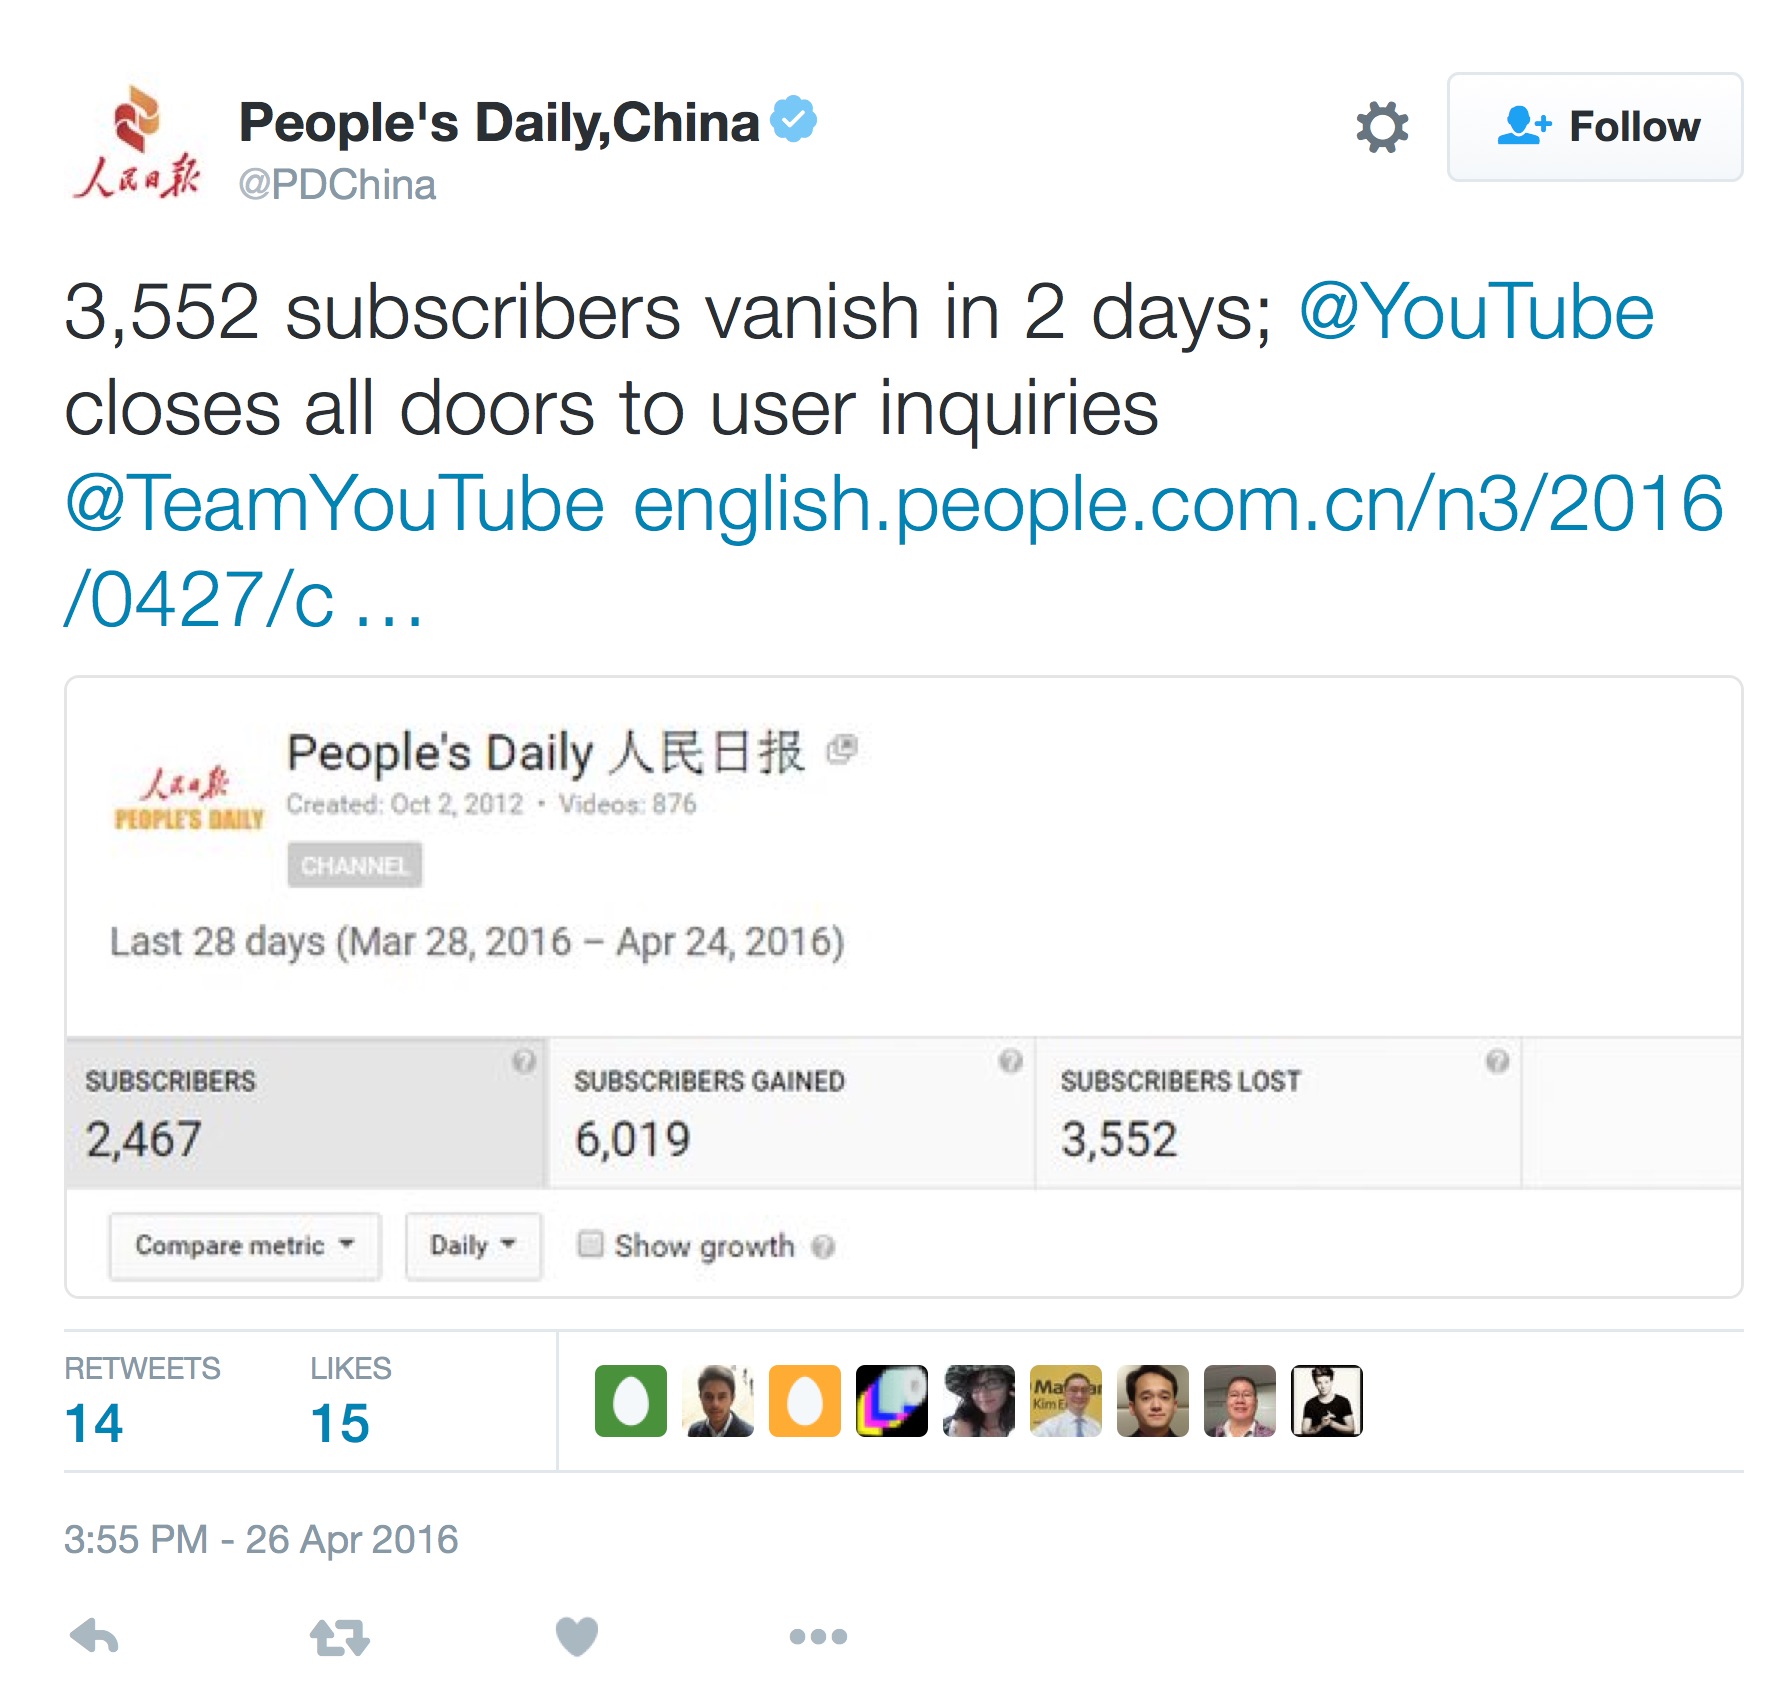 人民日報
People's Daily,China
@PDChina
Follow
3,552 subscribers vanish in 2 days; @YouTube
closes all doors to user inquiries
@TeamYouTube english.people.com.cn/n3/2016
/0427/c ...
人民日報
PEOPLE'S DAILY
People's Daily 人民日报
Created: Oct 2, 2012 • Videos: 876
CHANNEL
Last 28 days (Mar 28, 2016 – Apr 24, 2016)
SUBSCRIBERS
2,467
SUBSCRIBERS GAINED
6,019
SUBSCRIBERS LOST
3,552
Compare metric
Daily
Show growth
RETWEETS
14
LIKES
15
3:55 PM - 26 Apr 2016